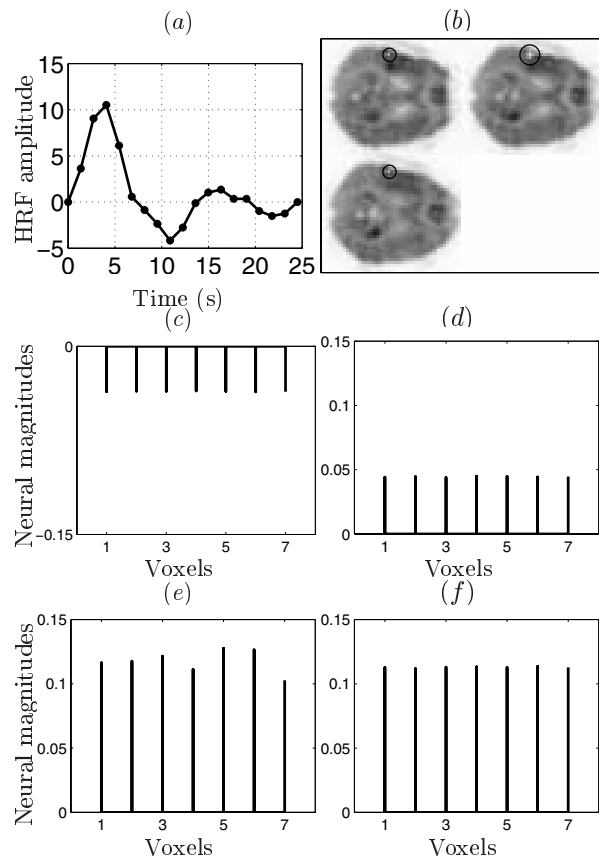 (a) (b)
HRF amplitude
15
10
5
0
−5
0 5 10 15 20 25
Time (s)
(c) (d)
Neural magnitudes
0
−0.15
1 3 5 7
Voxels
0.15
0.1
0.05
0
1 3 5 7
Voxels
(e) (f)
Neural magnitudes
0.15
0.1
0.05
0
1 3 5 7
Voxels
0.15
0.1
0.05
0
1 3 5 7
Voxels